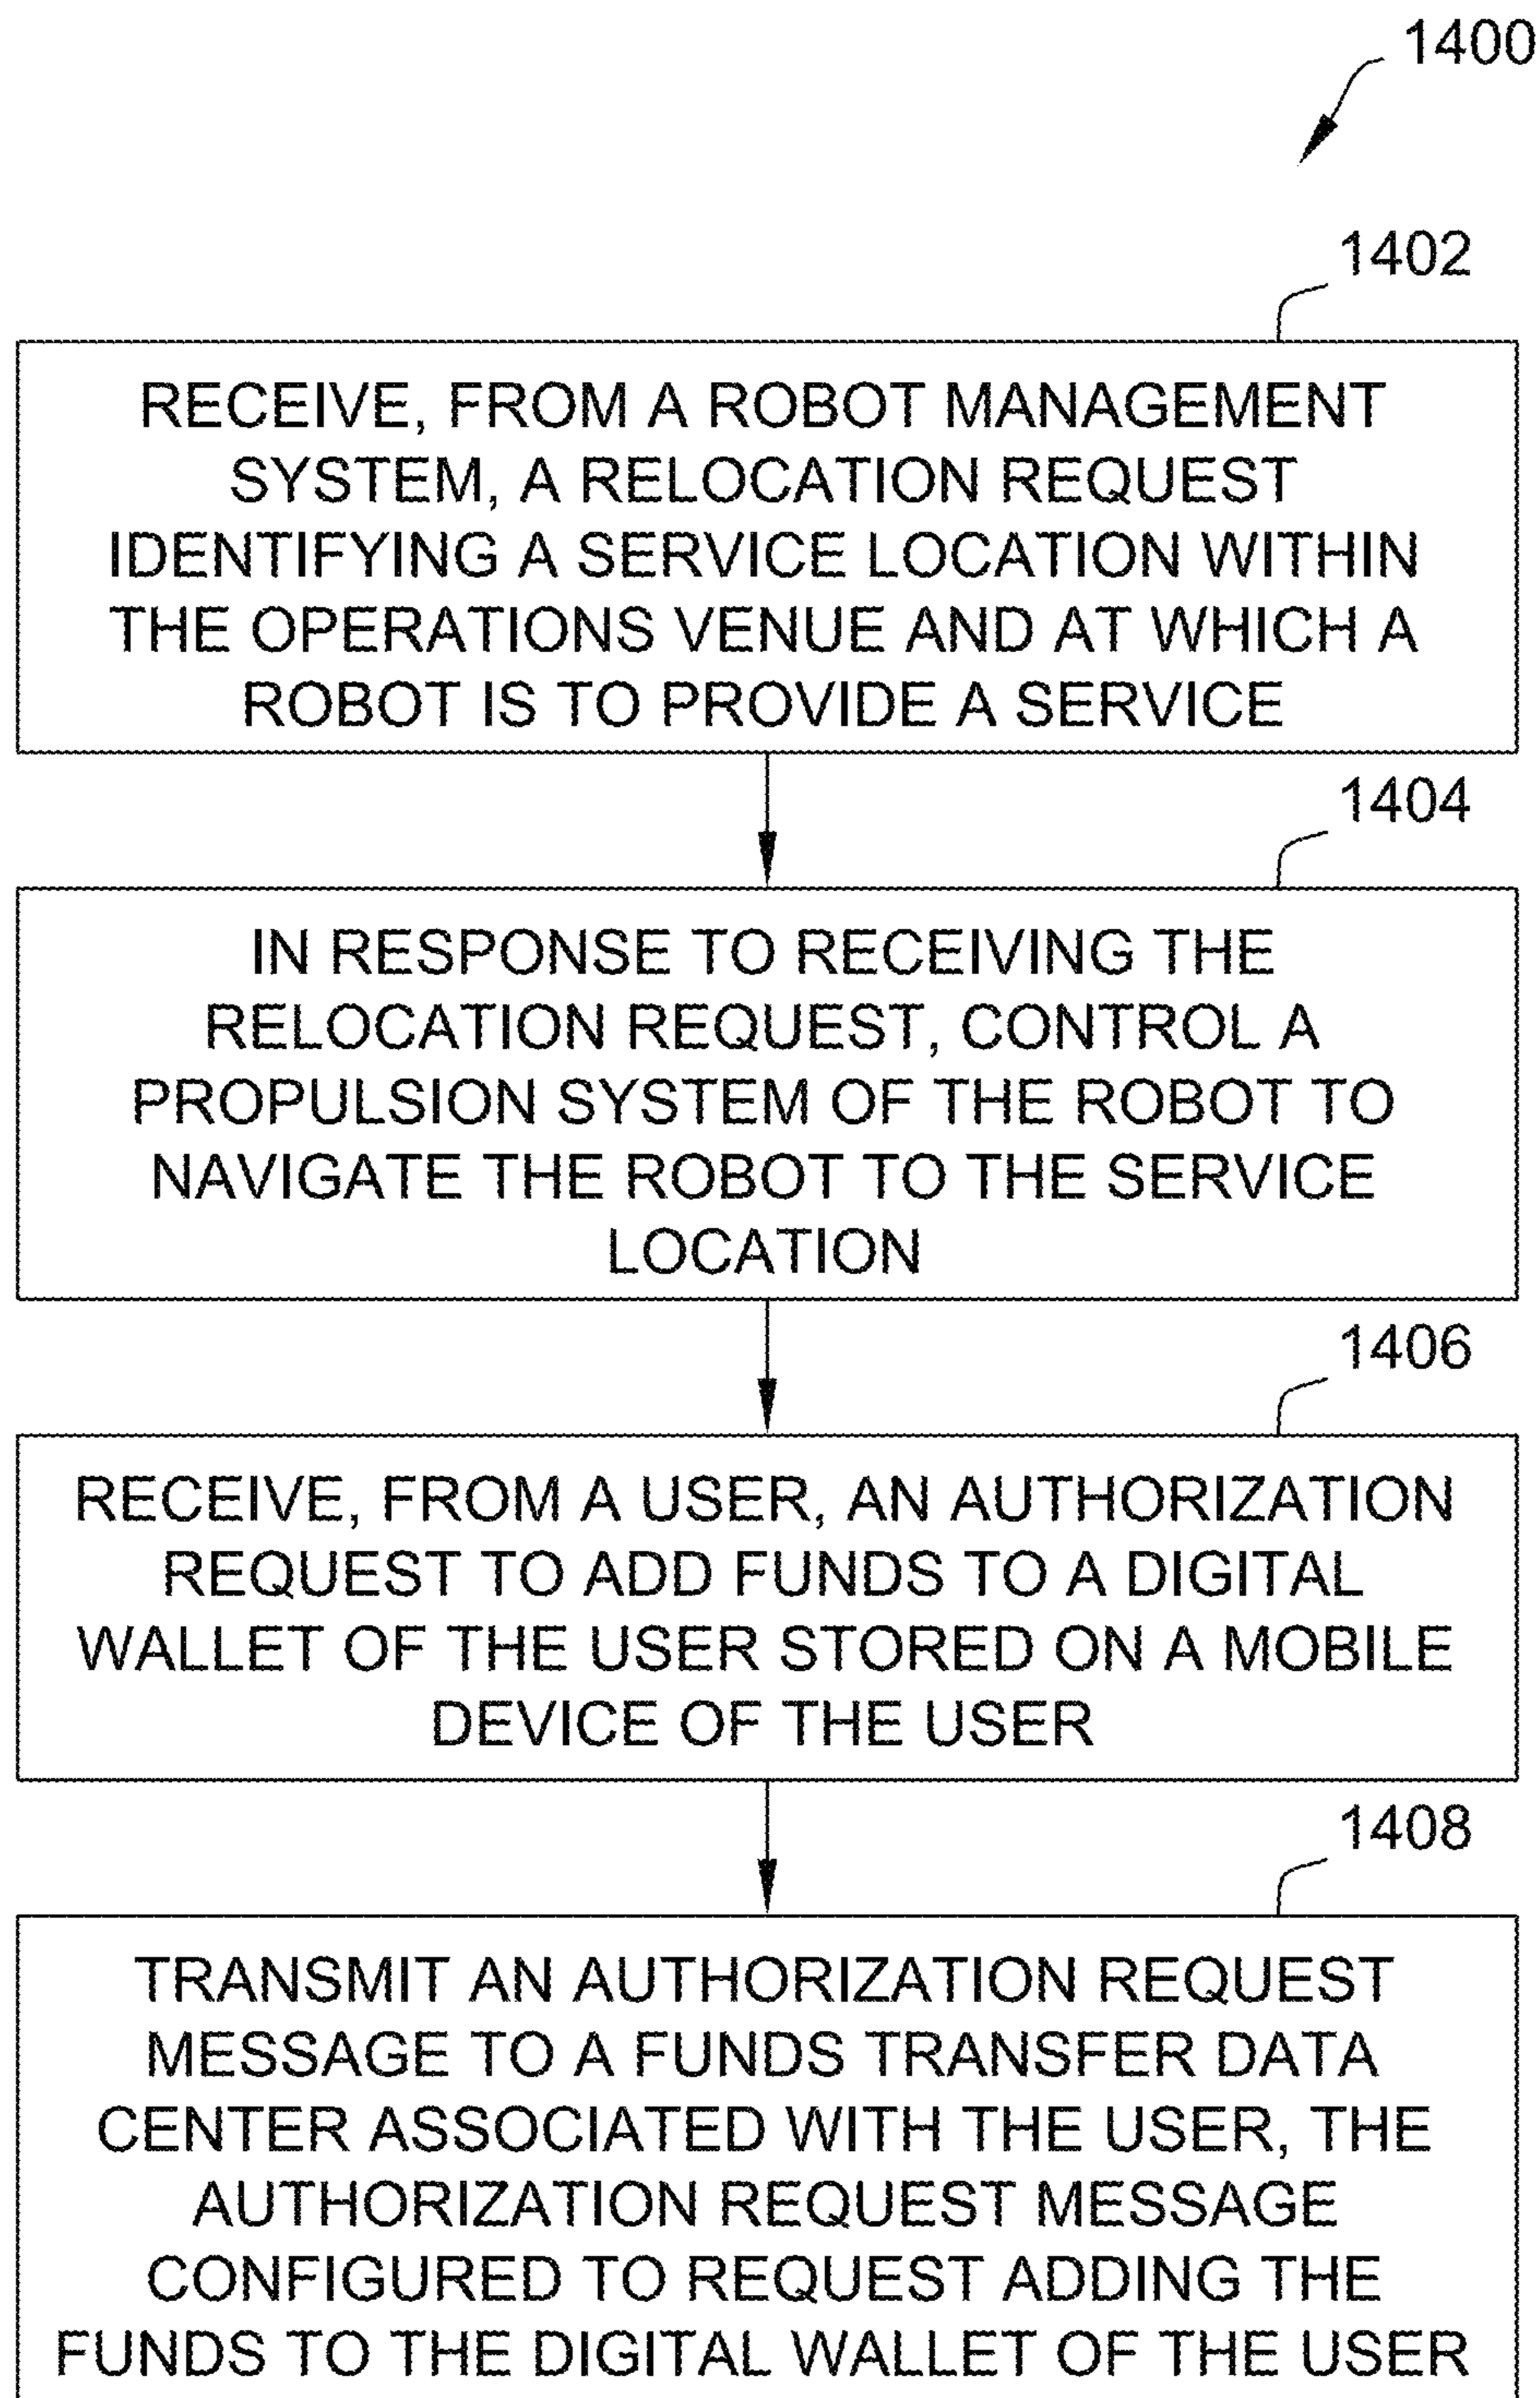 1400
1402
RECEIVE, FROM A ROBOT MANAGEMENT
SYSTEM, A RELOCATION REQUEST
IDENTIFYING A SERVICE LOCATION WITHIN
THE OPERATIONS VENUE AND AT WHICH A
ROBOT IS TO PROVIDE A SERVICE
1404
IN RESPONSE TO RECEIVING THE
RELOCATION REQUEST, CONTROL A
PROPULSION SYSTEM OF THE ROBOT TO
NAVIGATE THE ROBOT TO THE SERVICE
LOCATION
1406
RECEIVE, FROM A USER, AN AUTHORIZATION
REQUEST TO ADD FUNDS TO A DIGITAL
WALLET OF THE USER STORED ON A MOBILE
DEVICE OF THE USER
1408
TRANSMIT AN AUTHORIZATION REQUEST
MESSAGE TO A FUNDS TRANSFER DATA
CENTER ASSOCIATED WITH THE USER, THE
AUTHORIZATION REQUEST MESSAGE
CONFIGURED TO REQUEST ADDING THE
FUNDS TO THE DIGITAL WALLET OF THE USER